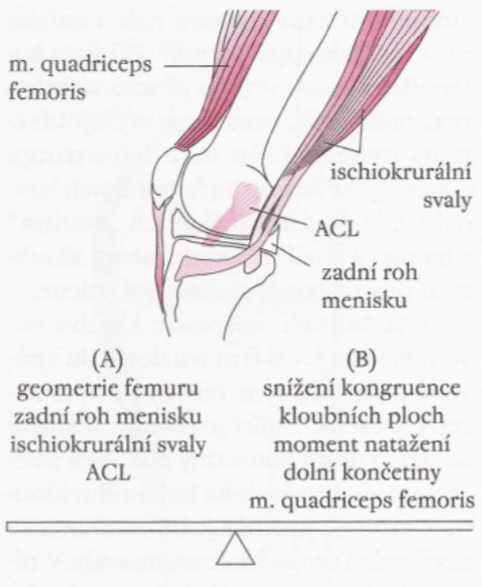 m. quadriceps
femoris
ischiokrurální
svaly
ACL
zadní roh
menisku
(A)
geometrie femuru
zadní roh menisku
ischiokrurální svaly
ACL
(B)
snížení kongruence
kloubních ploch
moment natažení
dolní končetiny
m. quadriceps femoris